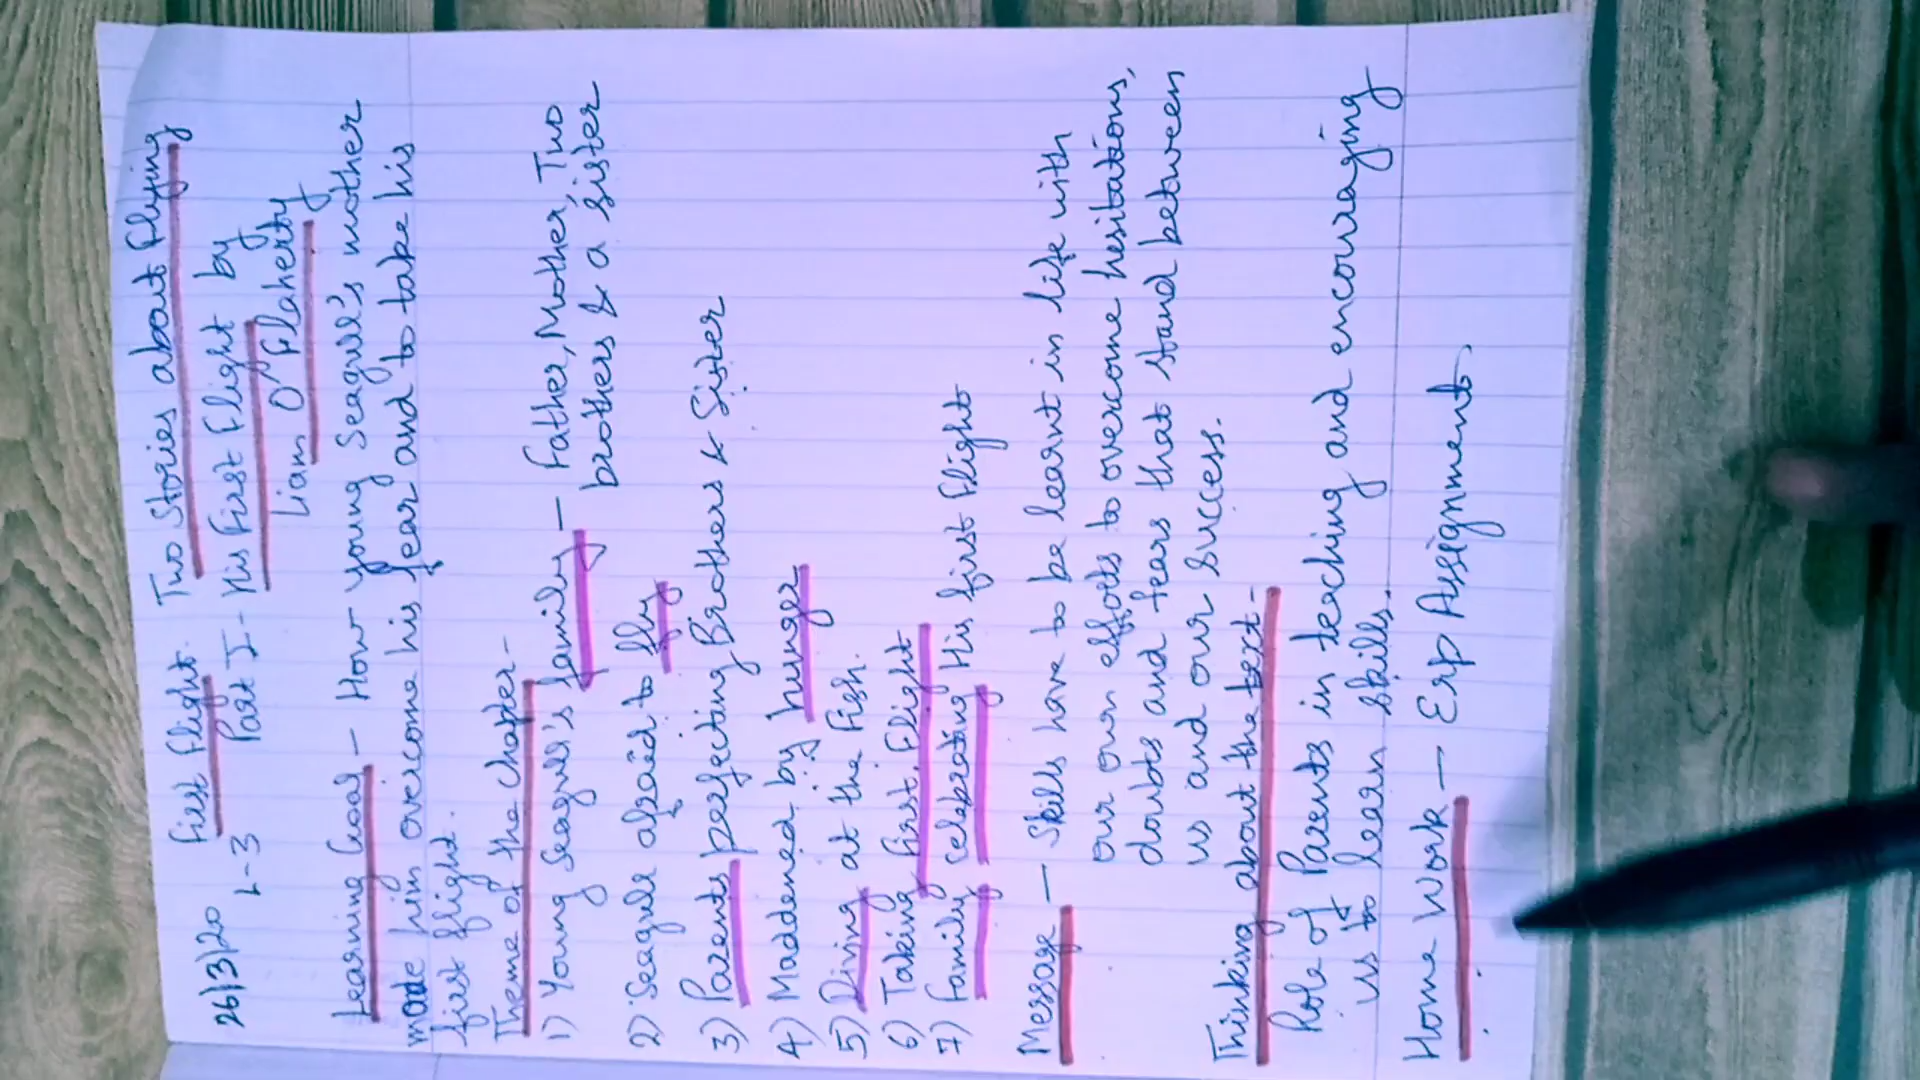 26/3/20 First Flight. Two Stories about Flying
L-3 Part I - His First Flight by
Liam O' Flaherty
Learning Goal - How young Seagull's mother
made him overcome his fear and to take his
first flight.
Theme of the chapter -
1) Young Seagull's family - Father, Mother, Two
brothers & a sister
2) Seagull afraid to fly
3) Parents perfecting Brothers & Sister
4) Maddened by hunger
5) Diving at the fish.
6) Taking first flight
7) Family celebrating His first flight
Message - Skills have to be learnt in life with
our own efforts to overcome hesitations,
doubts and fears that stand between
us and our success.
Thinking about the text -
Role of Parents in teaching and encouraging
us to learn skills.
Home Work - Erp Assignment.